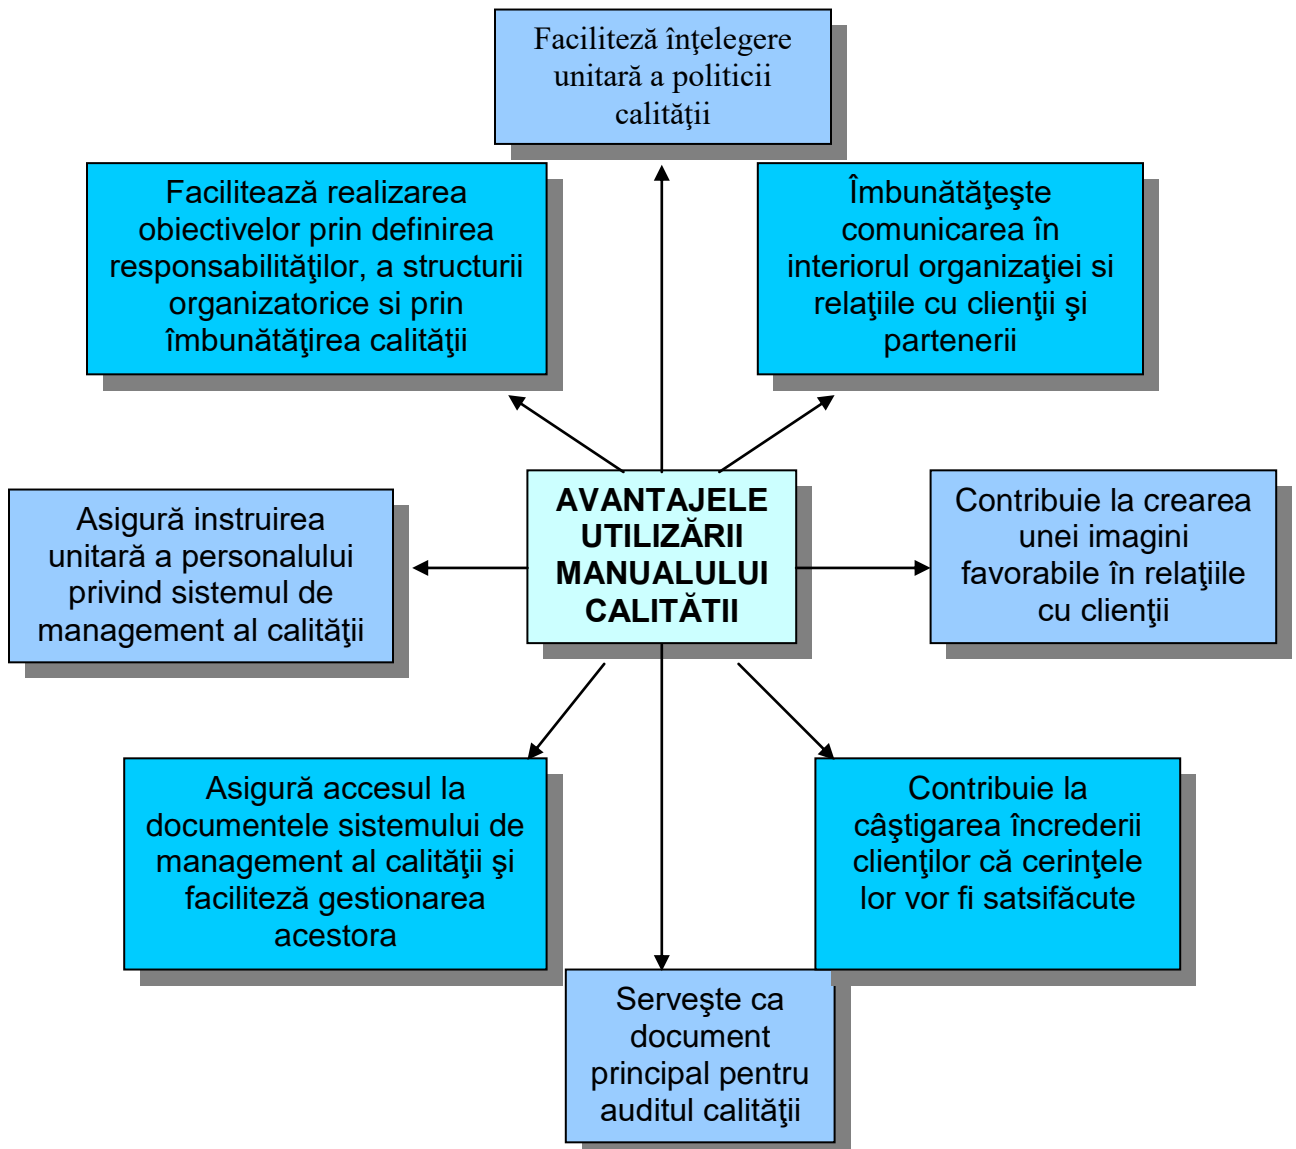 Faciliteză înţelegere
unitară a politicii
calităţii
Facilitează realizarea
obiectivelor prin definirea
responsabilităţilor, a structurii
organizatorice si prin
îmbunătăţirea calităţii
Îmbunătăţeşte
comunicarea în
interiorul organizaţiei si
relaţiile cu clienţii şi
partenerii
Asigură instruirea
unitară a personalului
privind sistemul de
management al calităţii
AVANTAJELE
UTILIZĂRII
MANUALULUI
CALITĂTII
Contribuie la crearea
unei imagini
favorabile în relaţiile
cu clienţii
Asigură accesul la
documentele sistemului de
management al calităţii şi
faciliteză gestionarea
acestora
Contribuie la
câştigarea încrederii
clienţilor că cerinţele
lor vor fi satsifăcute
Serveşte ca
document
principal pentru
auditul calităţii